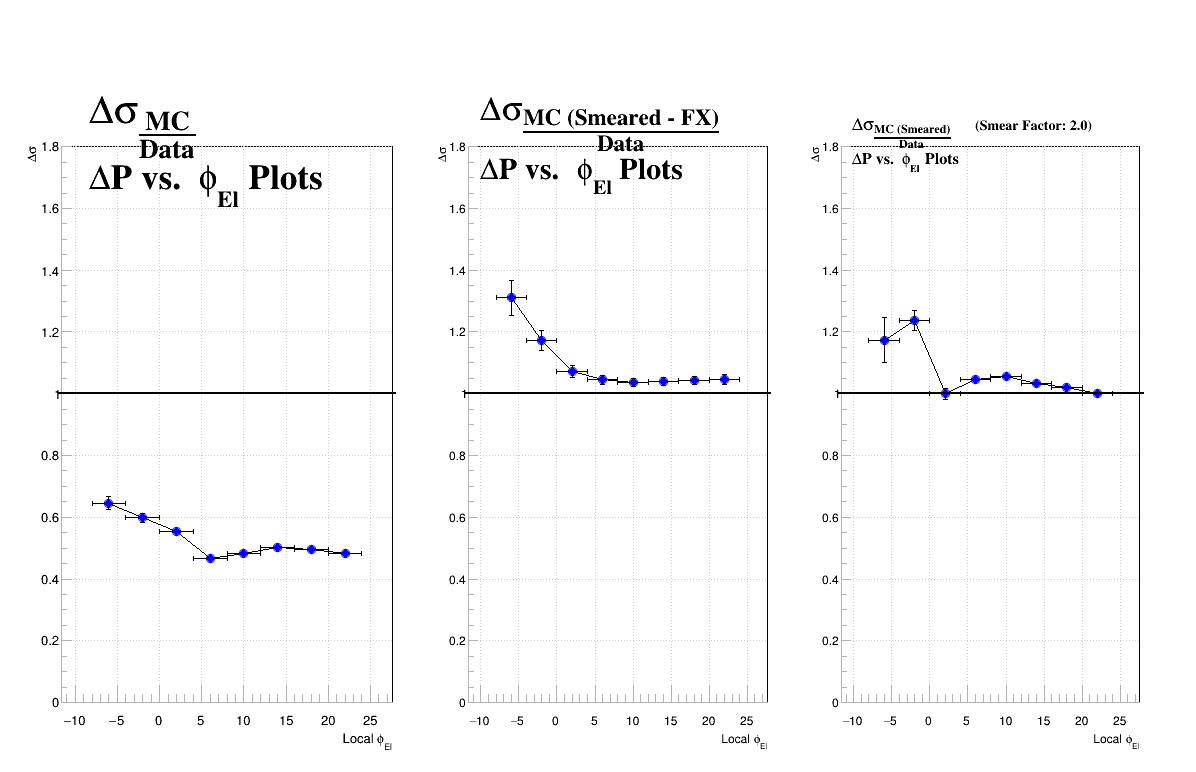 Δσ MC
Data
ΔP vs. ϕEl Plots
Δσ
1.8
1.6
1.4
1.2
1
0.8
0.6
0.4
0.2
0
−10 −5 0 5 10 15 20 25
Local ϕEl
ΔσMC (Smeared - FX)
Data
ΔP vs. ϕEl Plots
Δσ
1.8
1.6
1.4
1.2
1
0.8
0.6
0.4
0.2
0
−10 −5 0 5 10 15 20 25
Local ϕEl
ΔσMC (Smeared) (Smear Factor: 2.0)
Data
ΔP vs. ϕEl Plots
Δσ
1.8
1.6
1.4
1.2
1
0.8
0.6
0.4
0.2
0
−10 −5 0 5 10 15 20 25
Local ϕEl